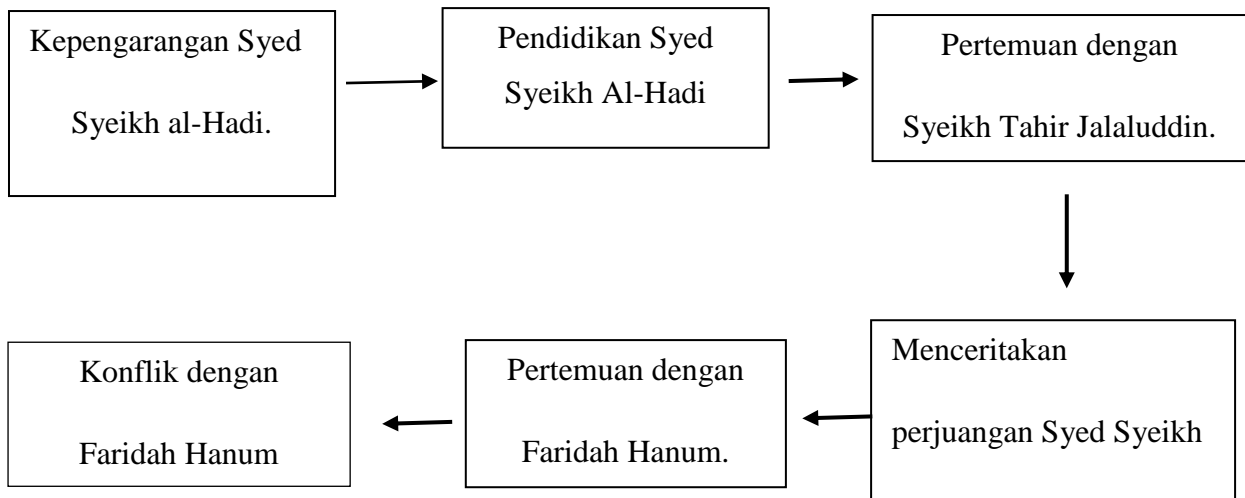 Kepengarangan Syed
Syeikh al-Hadi.
Pendidikan Syed
Syeikh Al-Hadi
Pertemuan dengan
Syeikh Tahir Jalaluddin.
Menceritakan
perjuangan Syed Syeikh
Pertemuan dengan
Faridah Hanum.
Konflik dengan
Faridah Hanum